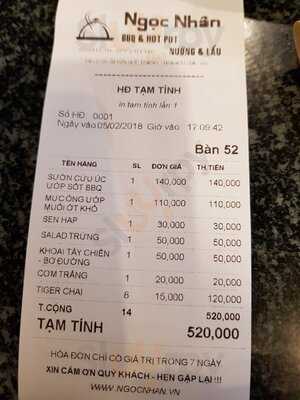 Ngọc Nhân
BBQ & HOT POT
NƯỚNG & LẨU
HĐ TẠM TÍNH
In tạm tính lần 1
Số HĐ 0001
Ngày vào 05/02/2018 Giờ vào 17:09:42
Bàn 52
TÊN HÀNG SL ĐƠN GIÁ TH.TIỀN
SƯỜN CỪU ÚC 1 140,000 140,000
ƯỚP SỐT BBQ
MỰC ỐNG ƯỚP 1 110,000 110,000
MUỐI ỚT KHÔ
SEN HẤP 1 30,000 30,000
SALAD TRỨNG 1 50,000 50,000
KHOAI TÂY CHIÊN 1 50,000 50,000
- BƠ ĐƯỜNG
CƠM TRẮNG 1 20,000 20,000
TIGER CHAI 6 15,000 120,000
T.CỘNG 14 520,000
TẠM TÍNH 520,000
HÓA ĐƠN CHỈ CÓ GIÁ TRỊ TRONG 7 NGÀY
XIN CẢM ƠN QUÝ KHÁCH - HẸN GẶP LẠI !!!
WWW.NGOCNHAN.VN